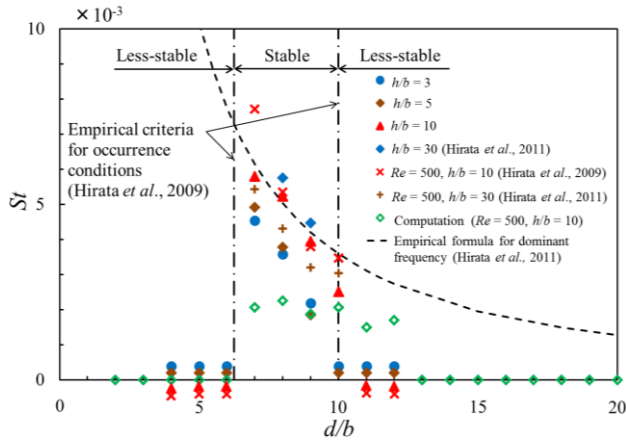 × 10⁻³
10
Less-stable
Stable
Less-stable
Empirical criteria
for occurrence
conditions
(Hirata et al., 2009)
h/b = 3
h/b = 5
h/b = 10
h/b = 30 (Hirata et al., 2011)
Re = 500, h/b = 10 (Hirata et al., 2009)
Re = 500, h/b = 30 (Hirata et al., 2011)
Computation (Re = 500, h/b = 10)
Empirical formula for dominant
frequency (Hirata et al., 2011)
St
5
0
0
5
10
15
20
d/b